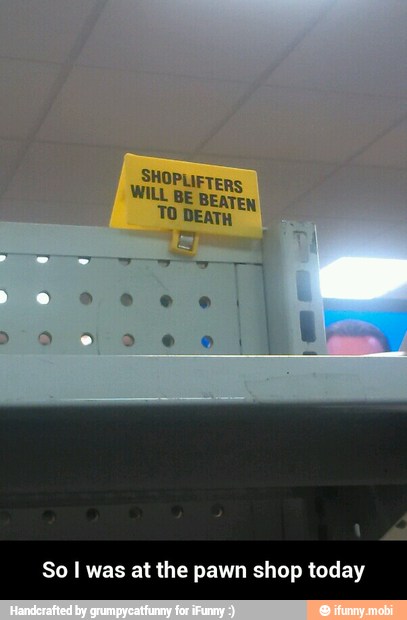 SHOPLIFTERS
WILL BE BEATEN
TO DEATH
So I was at the pawn shop today
Handcrafted by grumpycatfunny for iFunny :)
ifunny.mobi